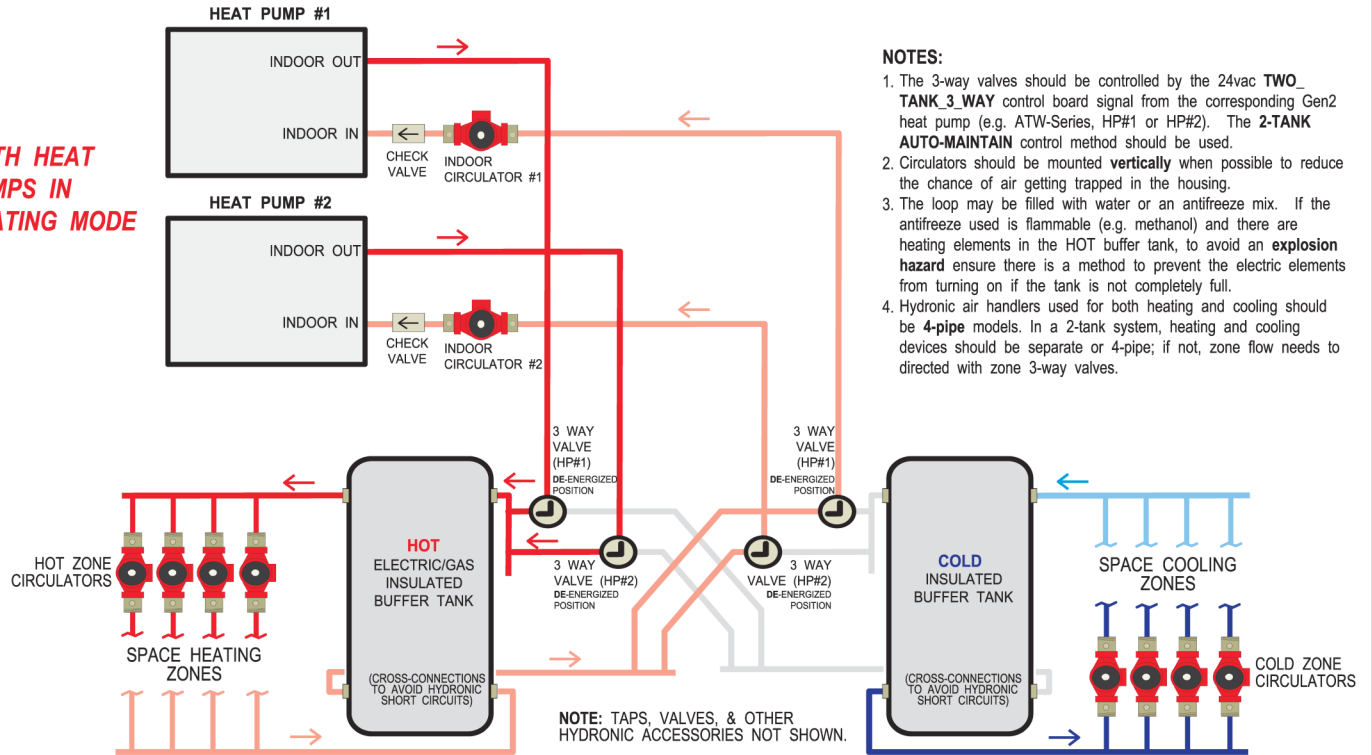 HEAT PUMP #1
INDOOR OUT
INDOOR IN
CHECK
VALVE
INDOOR
CIRCULATOR #1
HEAT PUMP #2
INDOOR OUT
INDOOR IN
CHECK
VALVE
INDOOR
CIRCULATOR #2
TH HEAT
MPS IN
ATING MODE
NOTES:
1. The 3-way valves should be controlled by the 24vac TWO_
TANK_3_WAY control board signal from the corresponding Gen2
heat pump (e.g. ATW-Series, HP#1 or HP#2). The 2-TANK
AUTO-MAINTAIN control method should be used.
2. Circulators should be mounted vertically when possible to reduce
the chance of air getting trapped in the housing.
3. The loop may be filled with water or an antifreeze mix. If the
antifreeze used is flammable (e.g. methanol) and there are
heating elements in the HOT buffer tank, to avoid an explosion
hazard ensure there is a method to prevent the electric elements
from turning on if the tank is not completely full.
4. Hydronic air handlers used for both heating and cooling should
be 4-pipe models. In a 2-tank system, heating and cooling
devices should be separate or 4-pipe; if not, zone flow needs to
directed with zone 3-way valves.
3 WAY
VALVE
(HP#1)
DE-ENERGIZED
POSITION
3 WAY
VALVE
(HP#1)
DE-ENERGIZED
POSITION
3 WAY
VALVE (HP#2)
DE-ENERGIZED
POSITION
3 WAY
VALVE (HP#2)
DE-ENERGIZED
POSITION
HOT ZONE
CIRCULATORS
SPACE HEATING
ZONES
HOT
ELECTRIC/GAS
INSULATED
BUFFER TANK
(CROSS-CONNECTIONS
TO AVOID HYDRONIC
SHORT CIRCUITS)
COLD
INSULATED
BUFFER TANK
(CROSS-CONNECTIONS
TO AVOID HYDRONIC
SHORT CIRCUITS)
SPACE COOLING
ZONES
COLD ZONE
CIRCULATORS
NOTE: TAPS, VALVES, & OTHER
HYDRONIC ACCESSORIES NOT SHOWN.